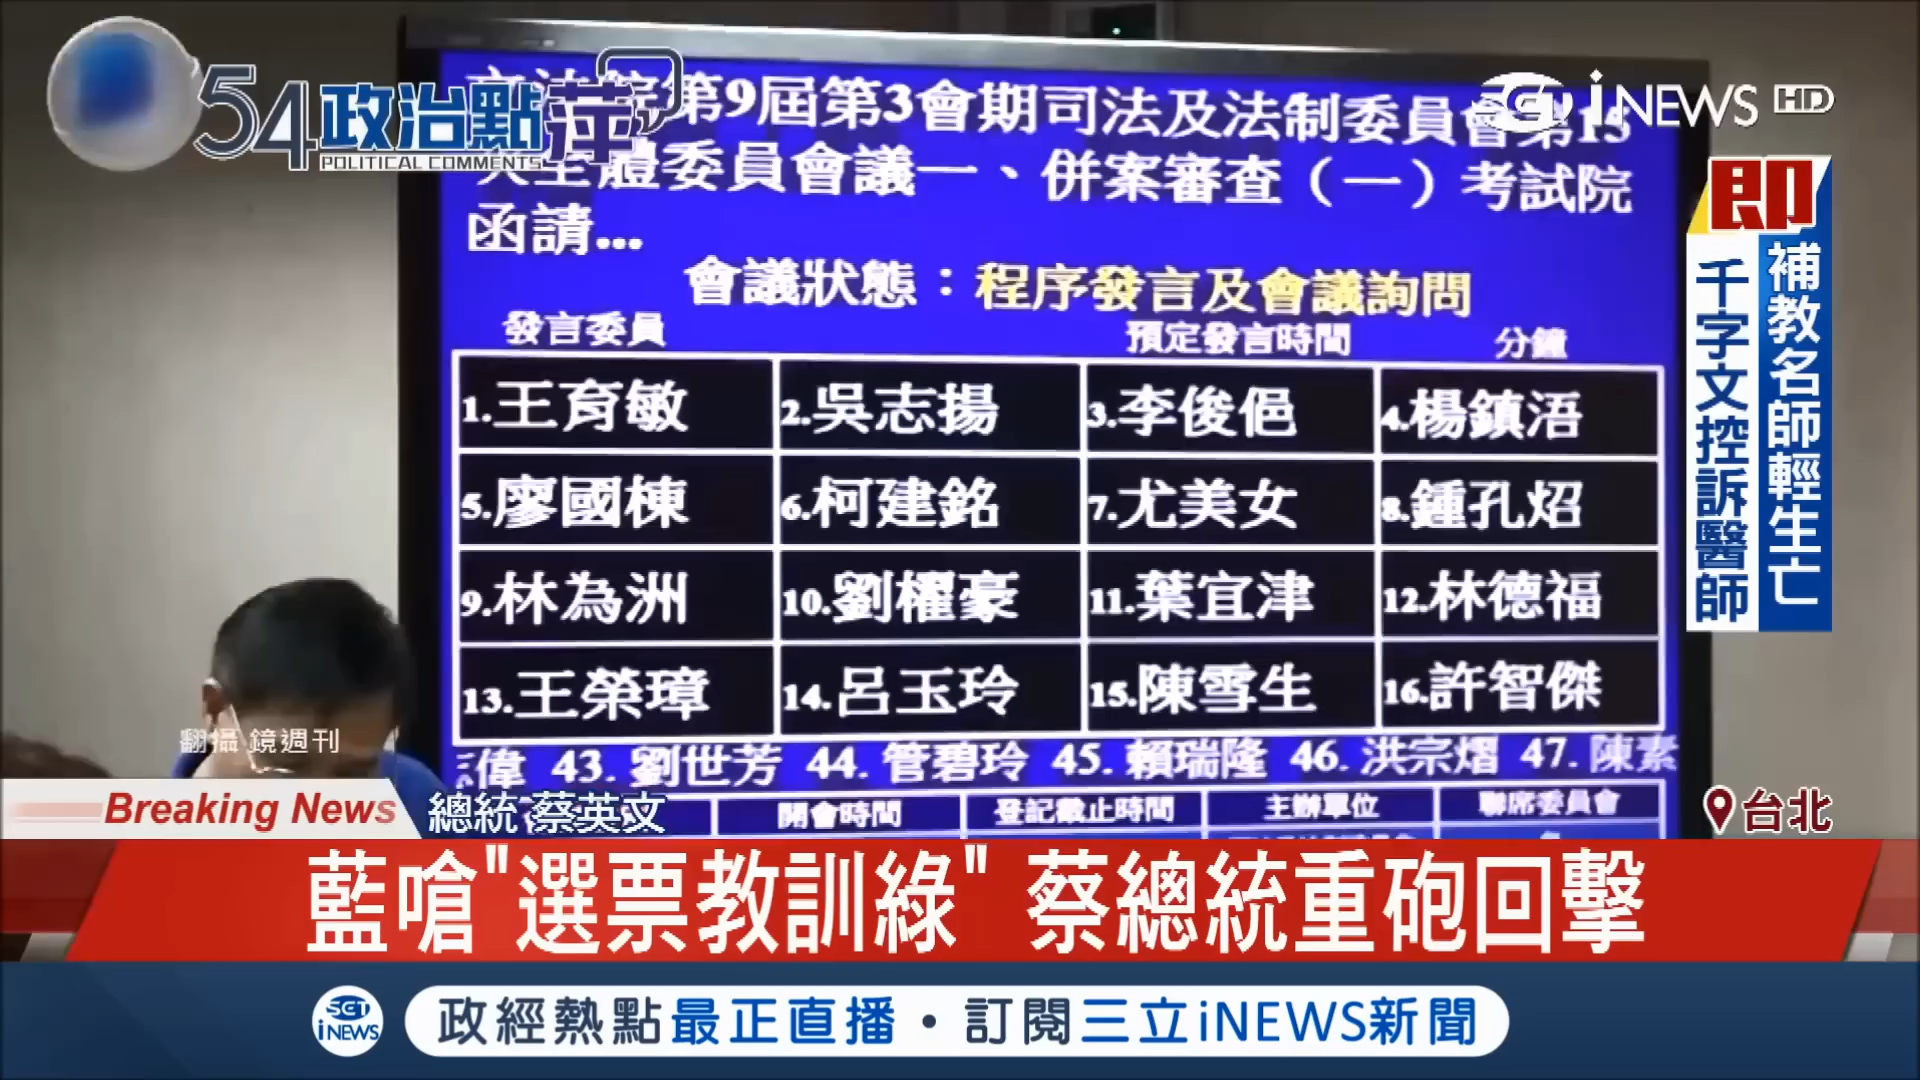 54政治點萍
POLITICAL COMMENTS
iNEWS HD
第9屆第3會期司法及法制委員會第15
全體委員會議一、併案審查（一）考試院
函請...
會議狀態：程序發言及會議詢問
發言委員 預定發言時間 分鐘
1.王育敏 2.吳志揚 3.李俊俋 4.楊鎮浯
5.廖國棟 6.柯建銘 7.尤美女 8.鍾孔炤
9.林為洲 10.劉櫂豪 11.葉宜津 12.林德福
13.王榮璋 14.呂玉玲 15.陳雪生 16.許智傑
偉 43. 劉世芳 44. 管碧玲 45. 賴瑞隆 46. 洪宗熠 47. 陳素
開會時間 登記截止時間 主辦單位 聯席委員會
即
補教名師輕生亡
千字文控訴醫師
翻攝 鏡週刊
台北
Breaking News
總統 蔡英文
藍嗆"選票教訓綠" 蔡總統重砲回擊
SET iNEWS
政經熱點最正直播・訂閱三立iNEWS新聞